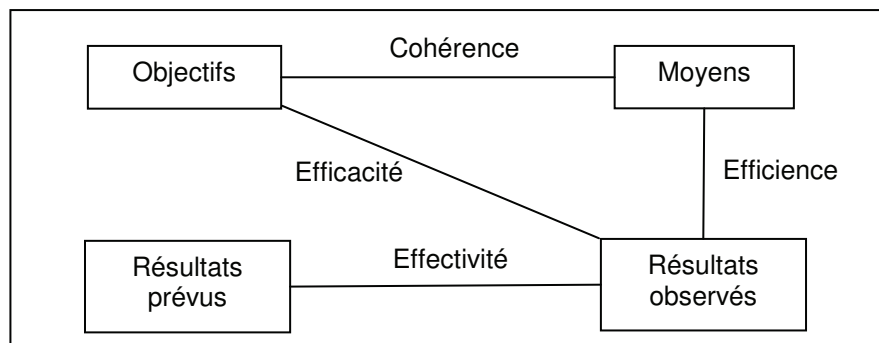 Cohérence
Objectifs
Moyens
Efficacité
Efficience
Résultats
prévus
Effectivité
Résultats
observés